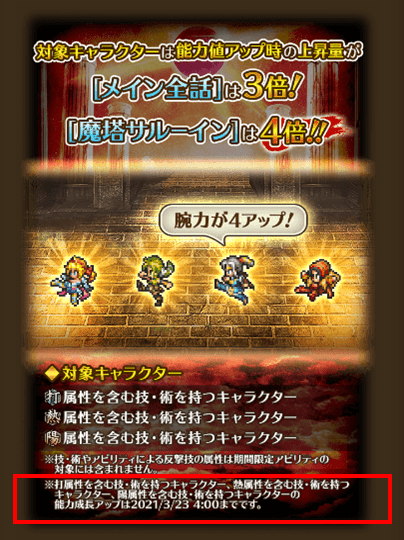 対象キャラクターは能力値アップ時の上昇量が
[メイン全話]は3倍!
[魔塔サルーイン]は4倍!!
腕力が4アップ!
◆対象キャラクター
打属性を含む技・術を持つキャラクター
熱属性を含む技・術を持つキャラクター
陽属性を含む技・術を持つキャラクター
※技・術やアビリティによる反撃技の属性は期間限定アビリティの
対象には含まれません。
※打属性を含む技・術を持つキャラクター、熱属性を含む技・術を持つ
キャラクター、陽属性を含む技・術を持つキャラクターの
能力成長アップは2021/3/23 4:00までです。